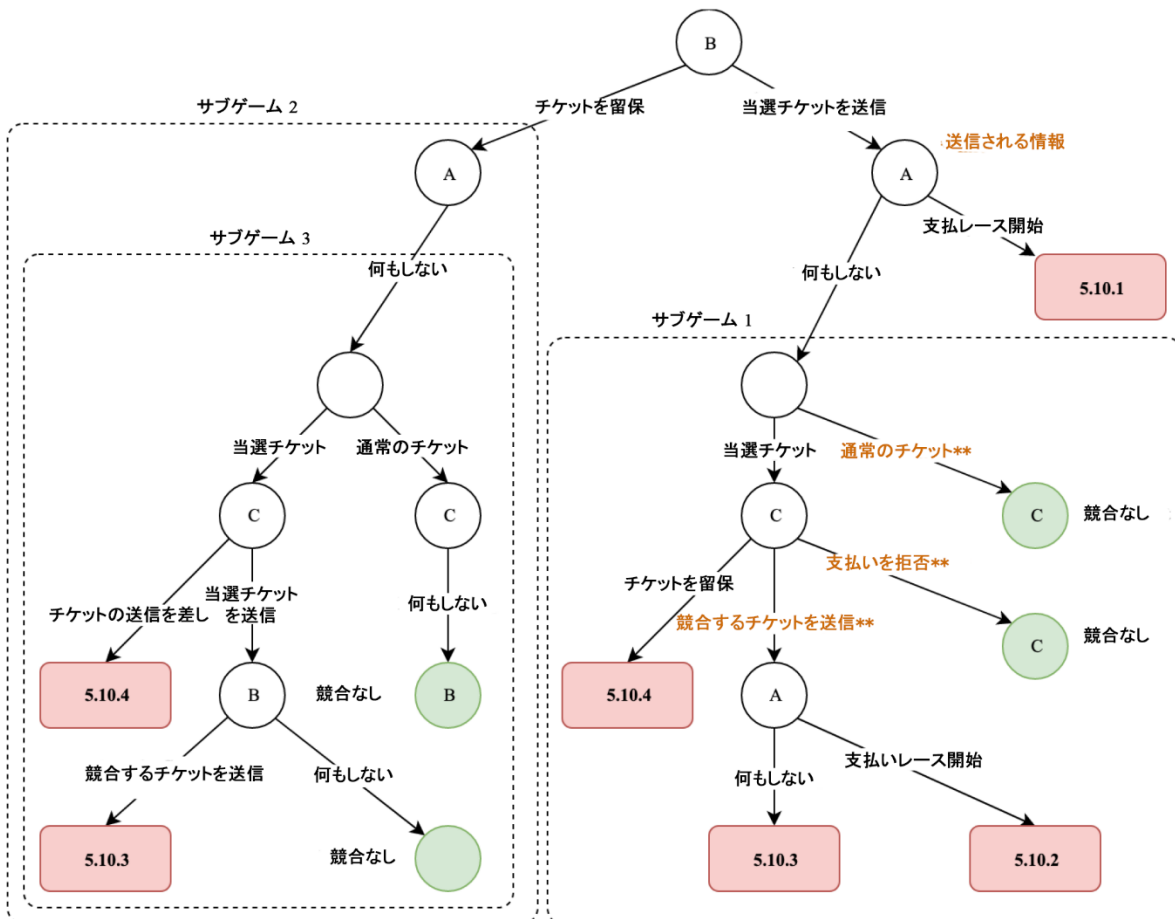 B
サブゲーム 2
チケットを留保
当選チケットを送信
送信される情報
A
A
支払レース開始
サブゲーム 3
何もしない
何もしない
5.10.1
サブゲーム 1
当選チケット
通常のチケット
当選チケット
通常のチケット**
C
C
C
C
競合なし
チケットの送信を差し
当選チケット
を送信
何もしない
チケットを留保
支払いを拒否**
競合するチケットを送信**
C
競合なし
5.10.4
B
競合なし
B
5.10.4
A
競合するチケットを送信
何もしない
何もしない
支払いレース開始
5.10.3
競合なし
5.10.3
5.10.2